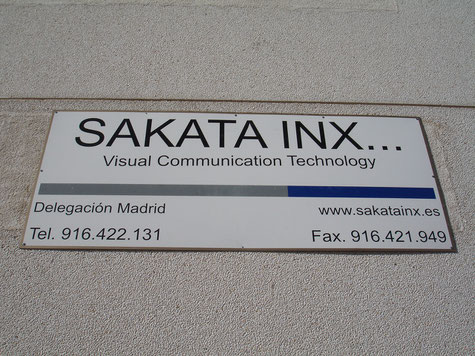 SAKATA INX...
Visual Communication Technology
Delegación Madrid www.sakatainx.es
Tel. 916.422.131 Fax. 916.421.949